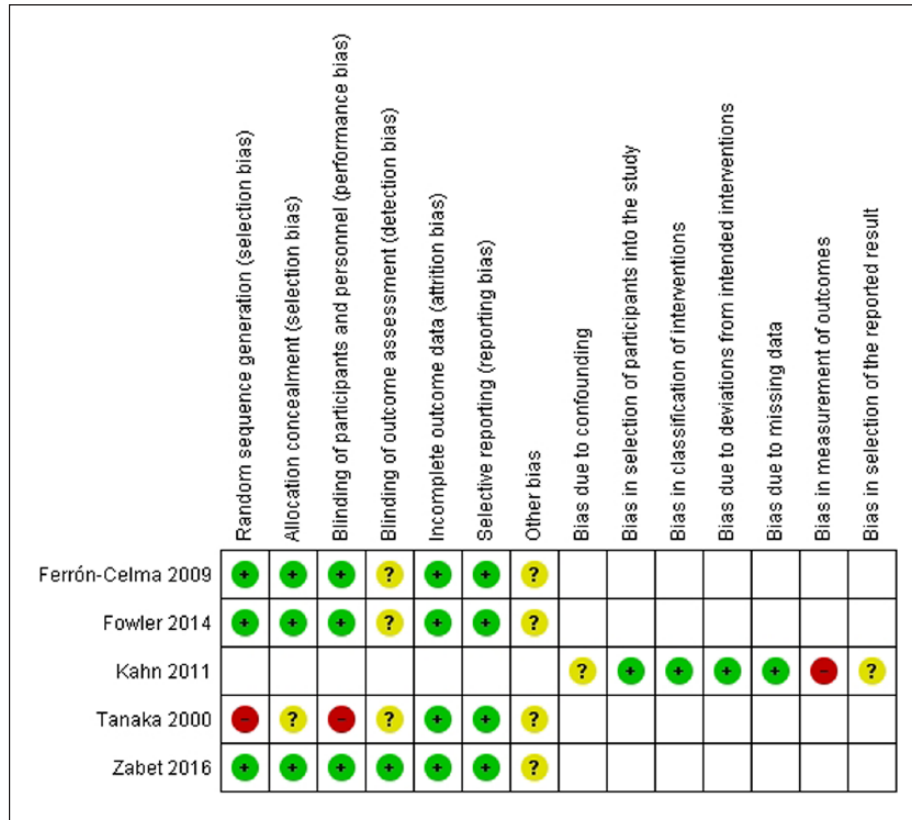 Random sequence generation (selection bias)
Allocation concealment (selection bias)
Blinding of participants and personnel (performance bias)
Blinding of outcome assessment (detection bias)
Incomplete outcome data (attrition bias)
Selective reporting (reporting bias)
Other bias
Bias due to confounding
Bias in selection of participants into the study
Bias in classification of interventions
Bias due to deviations from intended interventions
Bias due to missing data
Bias in measurement of outcomes
Bias in selection of the reported result
Ferrón-Celma 2009 + + + ? + + ?
Fowler 2014 + + + ? + + ?
Kahn 2011 ? + + + + - ?
Tanaka 2000 - ? - ? + + ?
Zabet 2016 + + + + + + ?